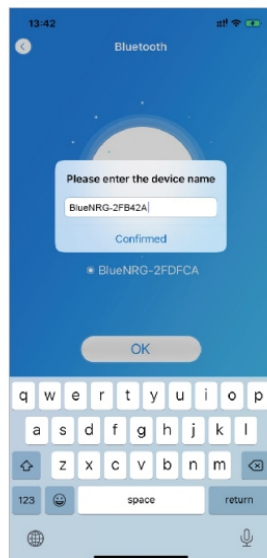 13:42
Bluetooth
Please enter the device name
BlueNRG-2FB42A
Confirmed
BlueNRG-2FDFCA
OK
q w e r t y u i o p
a s d f g h j k l
z x c v b n m
123 space return